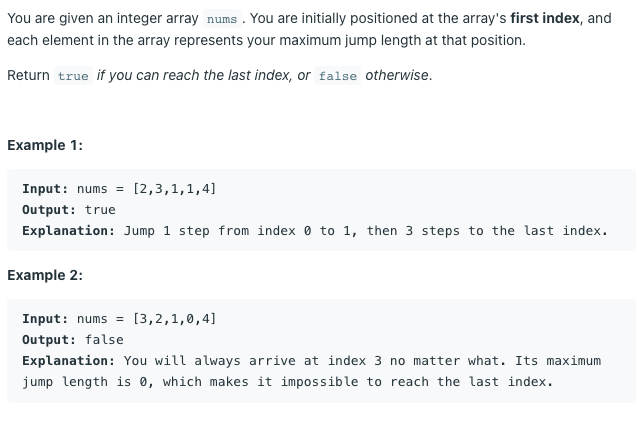 You are given an integer array nums. You are initially positioned at the array's first index, and
each element in the array represents your maximum jump length at that position.
Return true if you can reach the last index, or false otherwise.
Example 1:
Input: nums = [2,3,1,1,4]
Output: true
Explanation: Jump 1 step from index 0 to 1, then 3 steps to the last index.
Example 2:
Input: nums = [3,2,1,0,4]
Output: false
Explanation: You will always arrive at index 3 no matter what. Its maximum
jump length is 0, which makes it impossible to reach the last index.